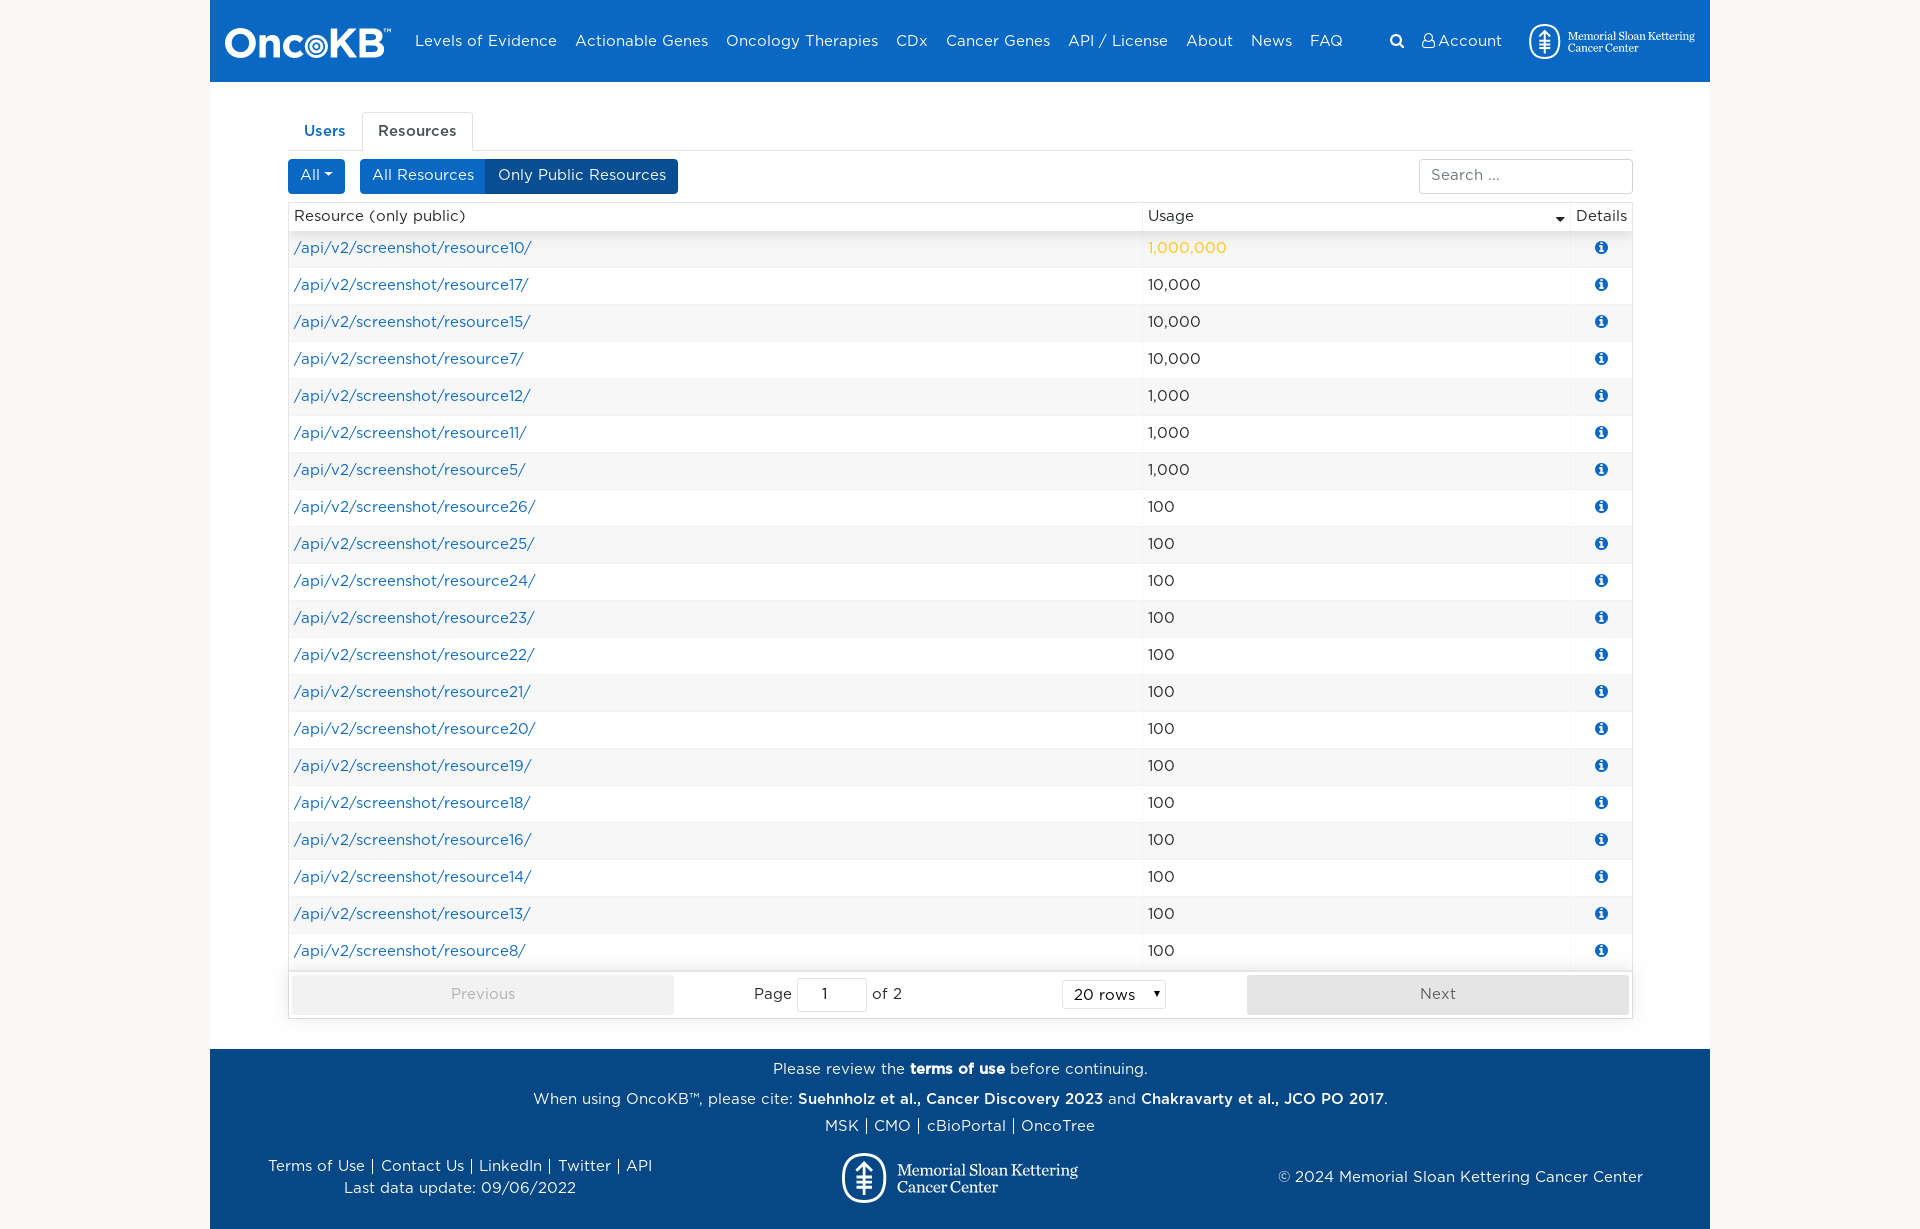 OncoKB™ Levels of Evidence Actionable Genes Oncology Therapies CDx Cancer Genes API / License About News FAQ Account Memorial Sloan Kettering
Cancer Center
Users Resources
All All Resources Only Public Resources Search ...
Resource (only public) Usage Details
/api/v2/screenshot/resource10/ 1,000,000
/api/v2/screenshot/resource17/ 10,000
/api/v2/screenshot/resource15/ 10,000
/api/v2/screenshot/resource7/ 10,000
/api/v2/screenshot/resource12/ 1,000
/api/v2/screenshot/resource11/ 1,000
/api/v2/screenshot/resource5/ 1,000
/api/v2/screenshot/resource26/ 100
/api/v2/screenshot/resource25/ 100
/api/v2/screenshot/resource24/ 100
/api/v2/screenshot/resource23/ 100
/api/v2/screenshot/resource22/ 100
/api/v2/screenshot/resource21/ 100
/api/v2/screenshot/resource20/ 100
/api/v2/screenshot/resource19/ 100
/api/v2/screenshot/resource18/ 100
/api/v2/screenshot/resource16/ 100
/api/v2/screenshot/resource14/ 100
/api/v2/screenshot/resource13/ 100
/api/v2/screenshot/resource8/ 100
Previous Page 1 of 2 20 rows Next
Please review the terms of use before continuing.
When using OncoKB™, please cite: Suehnholz et al., Cancer Discovery 2023 and Chakravarty et al., JCO PO 2017.
MSK | CMO | cBioPortal | OncoTree
Terms of Use | Contact Us | LinkedIn | Twitter | API
Last data update: 09/06/2022
Memorial Sloan Kettering
Cancer Center
© 2024 Memorial Sloan Kettering Cancer Center